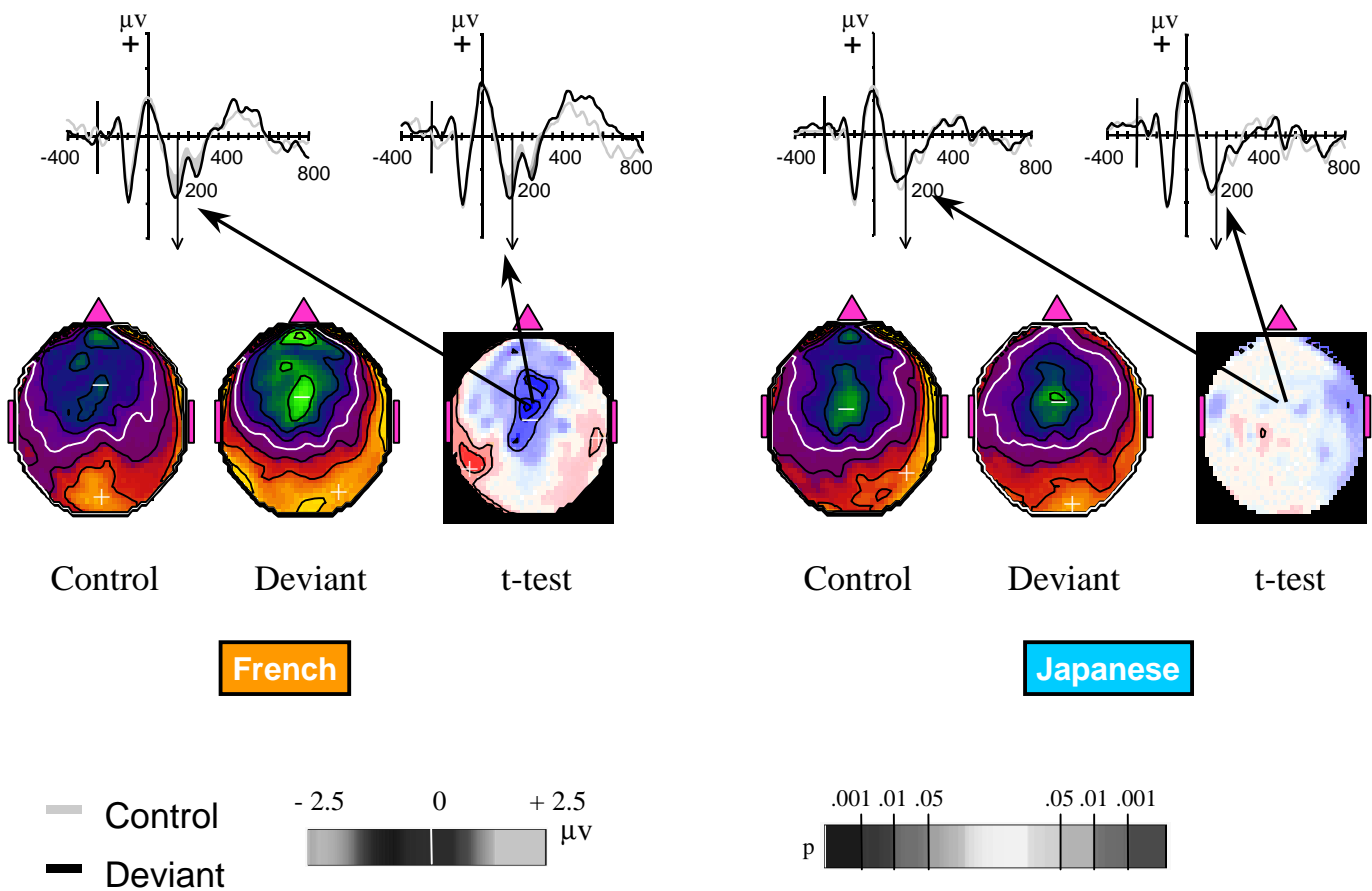 μv
+
-400
200
400
800
μv
+
-400
200
400
800
μv
+
-400
200
400
800
μv
+
-400
200
400
800
Control
Deviant
t-test
Control
Deviant
t-test
French
Japanese
Control
Deviant
- 2.5 0 + 2.5
μv
.001 .01 .05 .05 .01 .001
p